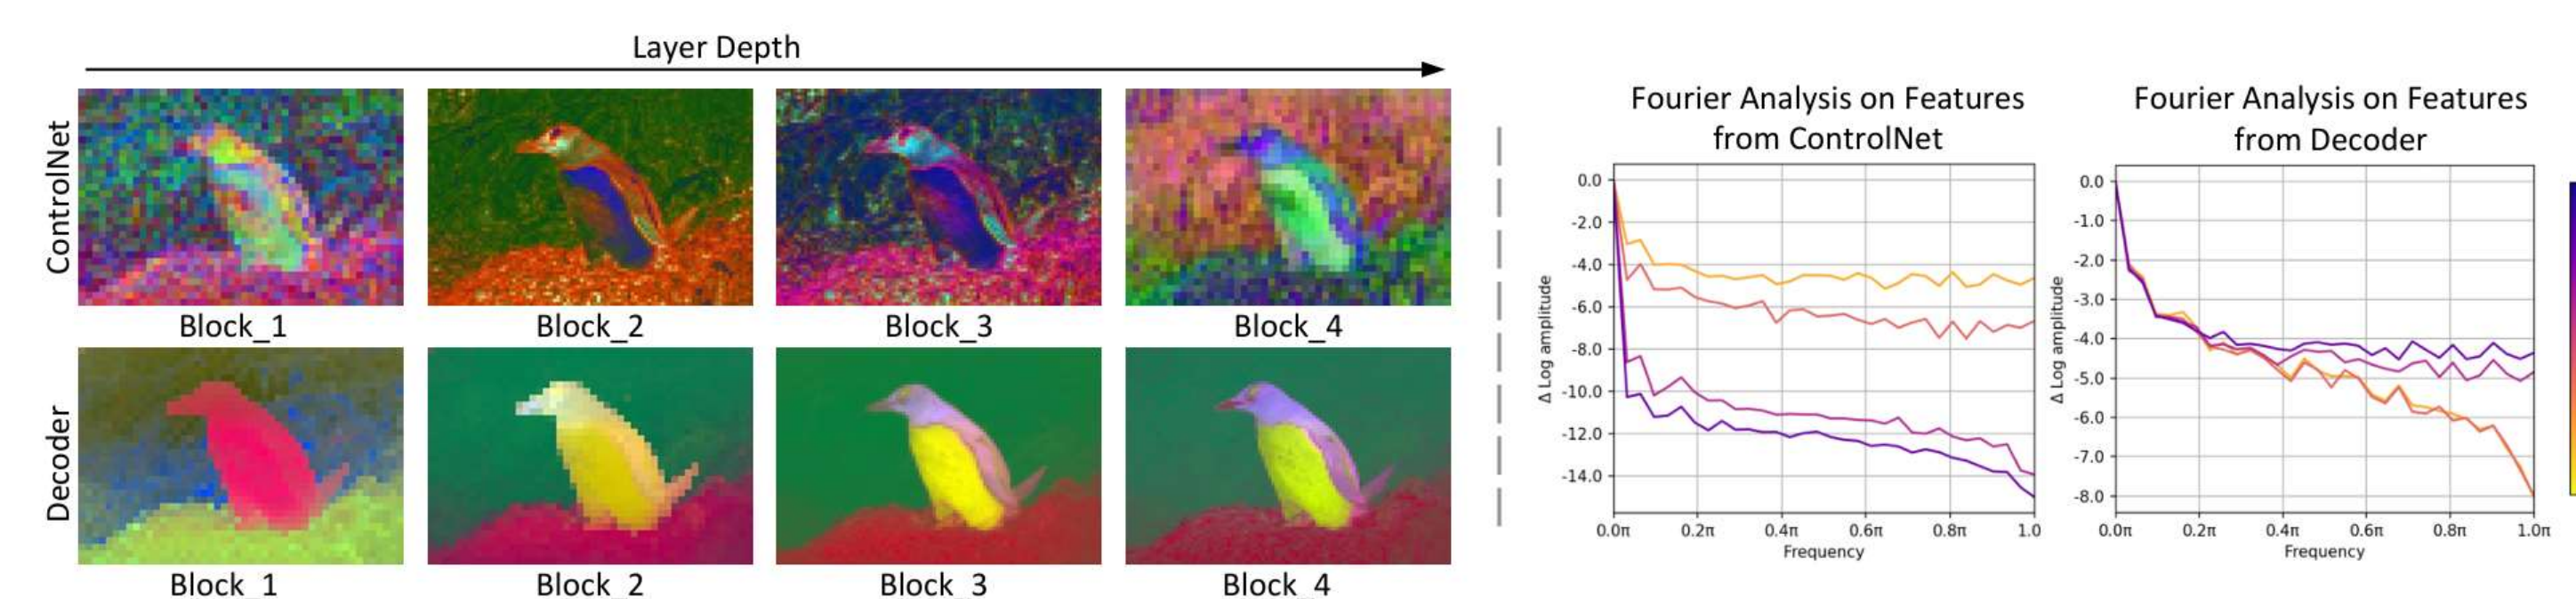 Layer Depth
ControlNet
Block_1
Block_2
Block_3
Block_4
Decoder
Block_1
Block_2
Block_3
Block_4
Fourier Analysis on Features
from ControlNet
Δ Log amplitude
0.0
-2.0
-4.0
-6.0
-8.0
-10.0
-12.0
-14.0
0.0π 0.2π 0.4π 0.6π 0.8π 1.0
Frequency
Fourier Analysis on Features
from Decoder
Δ Log amplitude
0.0
-1.0
-2.0
-3.0
-4.0
-5.0
-6.0
-7.0
-8.0
0.0π 0.2π 0.4π 0.6π 0.8π 1.0π
Frequency